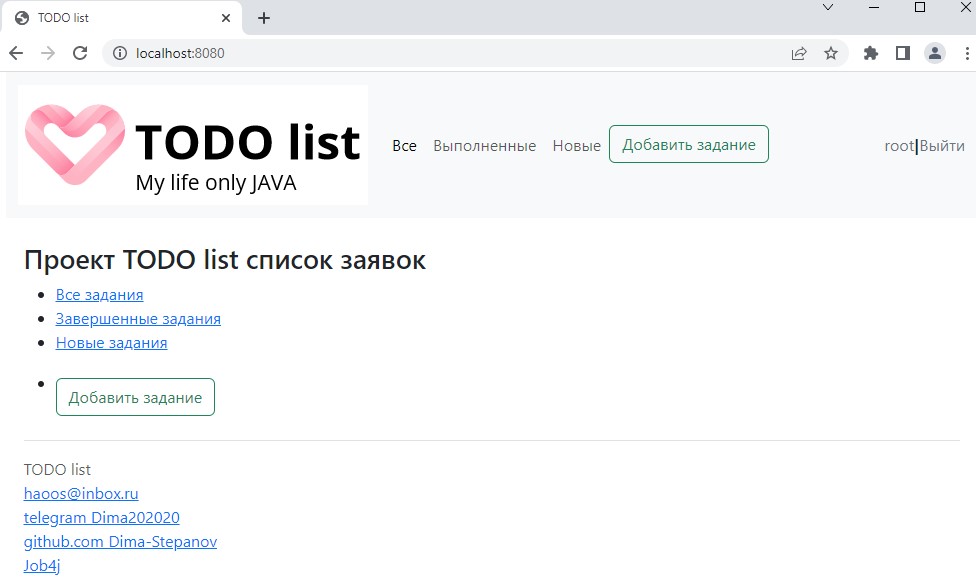 TODO list
localhost:8080
TODO list
My life only JAVA
Все Выполненные Новые Добавить задание root|Выйти
Проект TODO list список заявок
Все задания
Завершенные задания
Новые задания
Добавить задание
TODO list
haoos@inbox.ru
telegram Dima202020
github.com Dima-Stepanov
Job4j